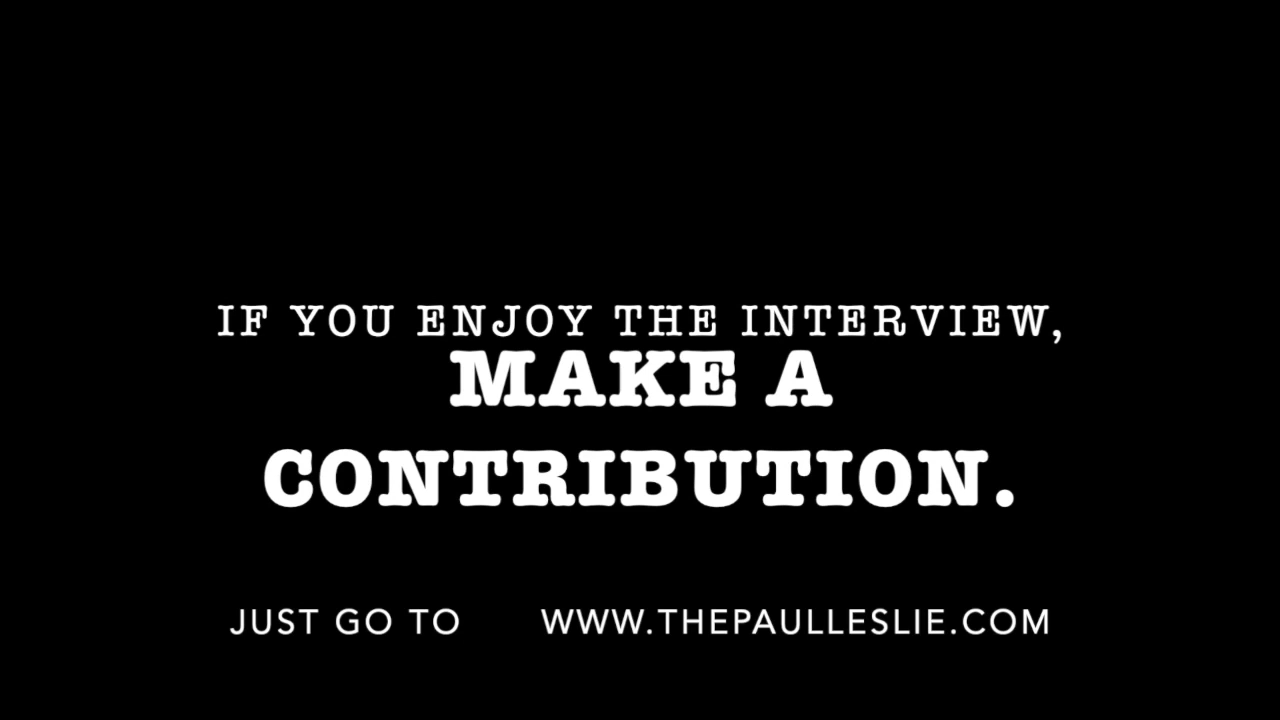 IF YOU ENJOY THE INTERVIEW,
MAKE A
CONTRIBUTION.
JUST GO TO WWW.THEPAULLESLIE.COM